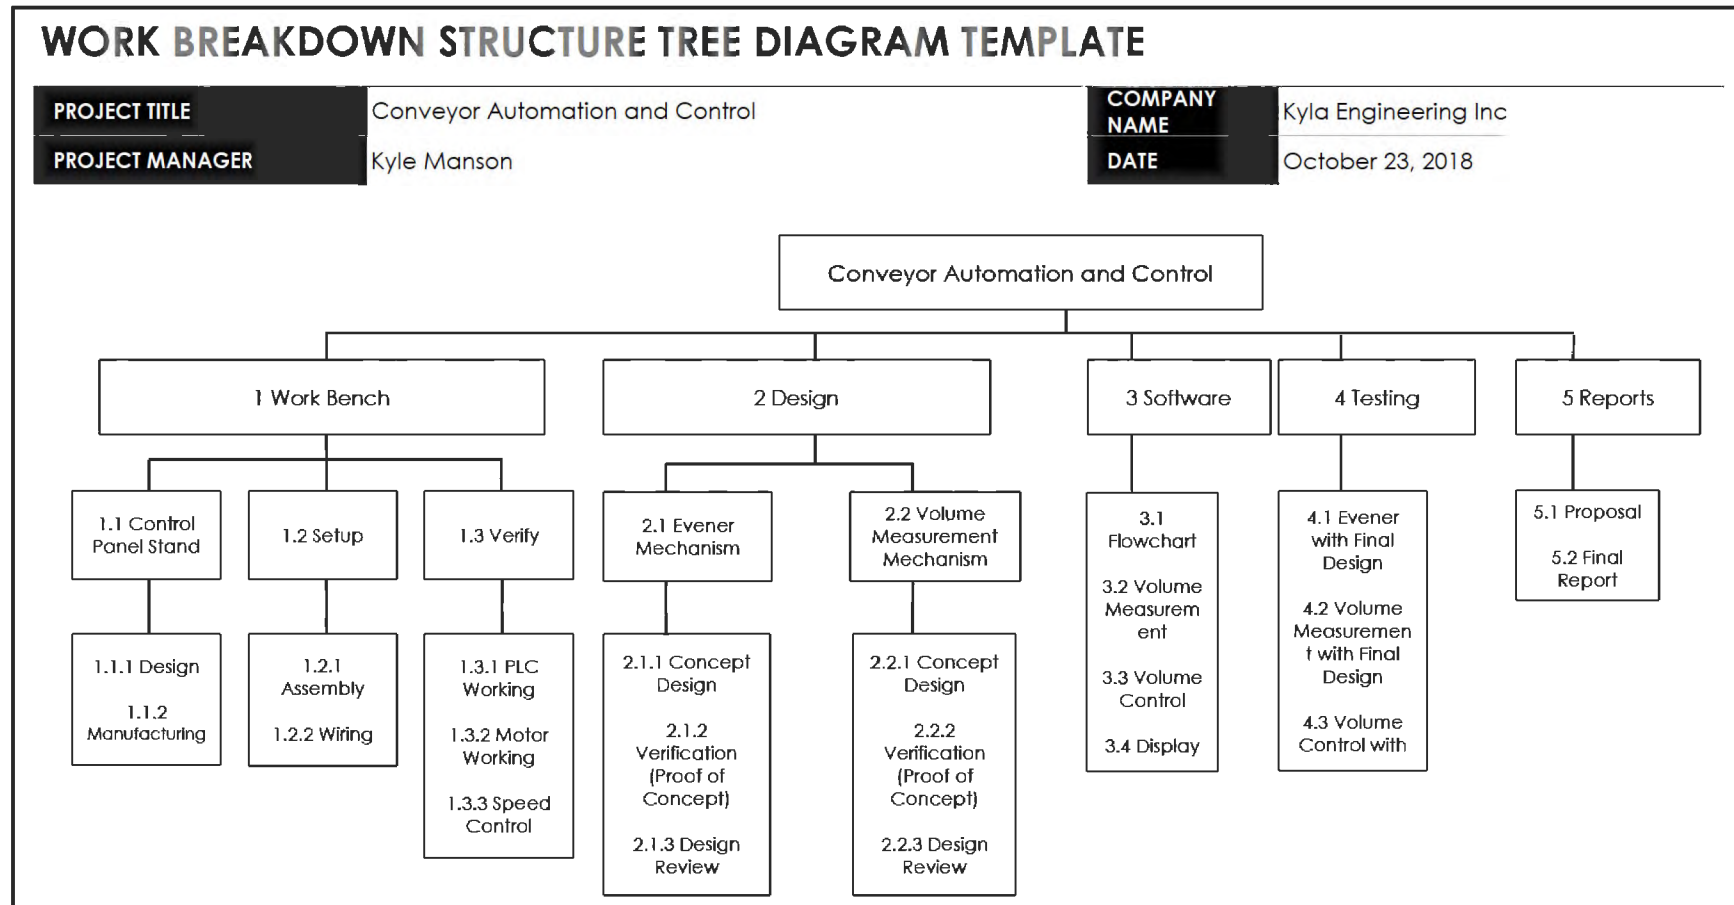 WORK BREAKDOWN STRUCTURE TREE DIAGRAM TEMPLATE
PROJECT TITLE
Conveyor Automation and Control
COMPANY
NAME
Kyla Engineering Inc
PROJECT MANAGER
Kyle Manson
DATE
October 23, 2018
Conveyor Automation and Control
1 Work Bench
2 Design
3 Software
4 Testing
5 Reports
1.1 Control
Panel Stand
1.2 Setup
1.3 Verify
2.1 Evener
Mechanism
2.2 Volume
Measurement
Mechanism
3.1
Flowchart
3.2 Volume
Measurem
ent
3.3 Volume
Control
3.4 Display
4.1 Evener
with Final
Design
4.2 Volume
Measuremen
t with Final
Design
4.3 Volume
Control with
5.1 Proposal
5.2 Final
Report
1.1.1 Design
1.1.2
Manufacturing
1.2.1
Assembly
1.2.2 Wiring
1.3.1 PLC
Working
1.3.2 Motor
Working
1.3.3 Speed
Control
2.1.1 Concept
Design
2.1.2
Verification
(Proof of
Concept)
2.1.3 Design
Review
2.2.1 Concept
Design
2.2.2
Verification
(Proof of
Concept)
2.2.3 Design
Review